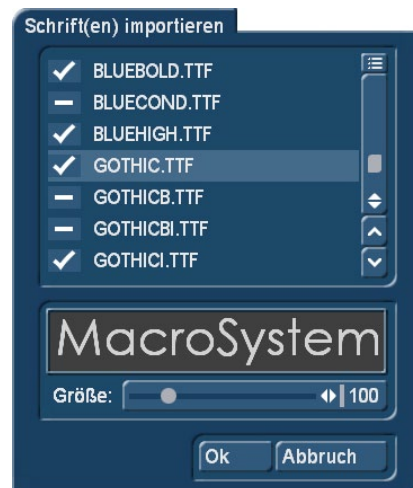 Schrift(en) importieren
BLUEBOLD.TTF
BLUECOND.TTF
BLUEHIGH.TTF
GOTHIC.TTF
GOTHICB.TTF
GOTHICBI.TTF
GOTHICI.TTF
MacroSystem
Größe: 100
Ok Abbruch